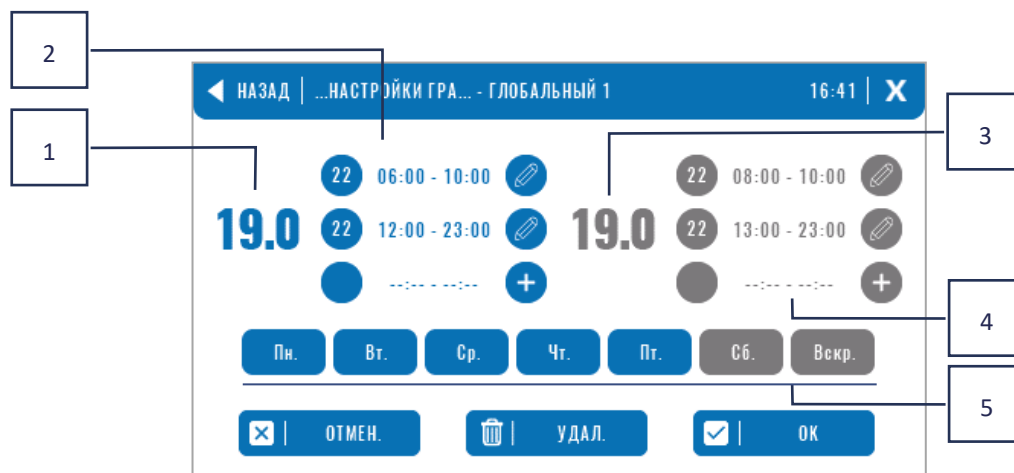 2
НАЗАД | ...НАСТРОЙКИ ГРА... - ГЛОБАЛЬНЫЙ 1 16:41 | X
1
3
22 06:00 - 10:00 22 08:00 - 10:00
19.0 22 12:00 - 23:00 19.0 22 13:00 - 23:00
--:-- - --:-- + --:-- - --:-- +
4
Пн. Вт. Ср. Чт. Пт. Сб. Вскр.
5
ОТМЕН. УДАЛ. ОК